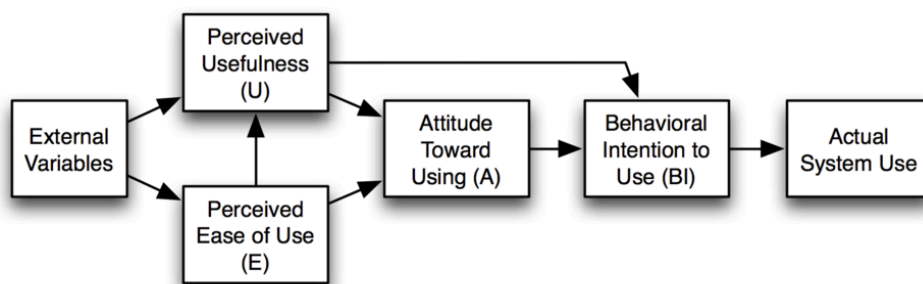 External
Variables
Perceived
Usefulness
(U)
Perceived
Ease of Use
(E)
Attitude
Toward
Using (A)
Behavioral
Intention to
Use (BI)
Actual
System Use